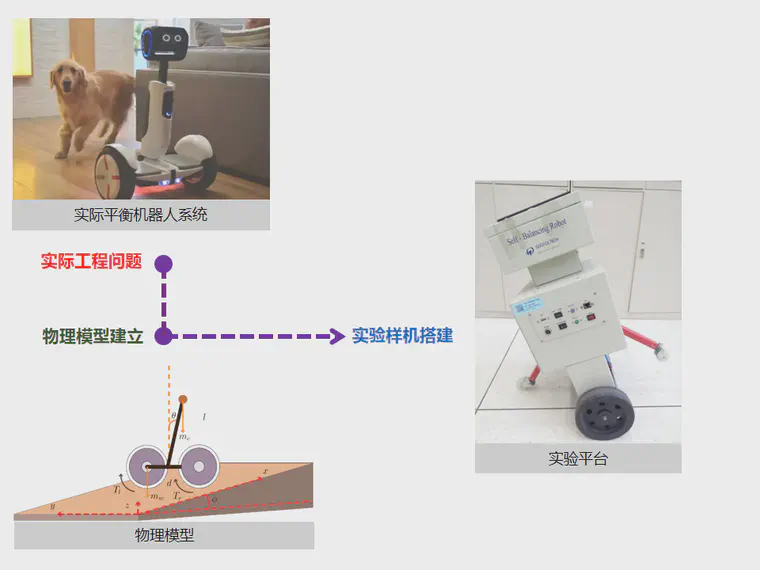 实际平衡机器人系统
实际工程问题
物理模型建立
实验样机搭建
Self - Balancing Robot
实验平台
θ
l
m_c
T_l
d
m_w
T_r
x
y
z
σ
物理模型